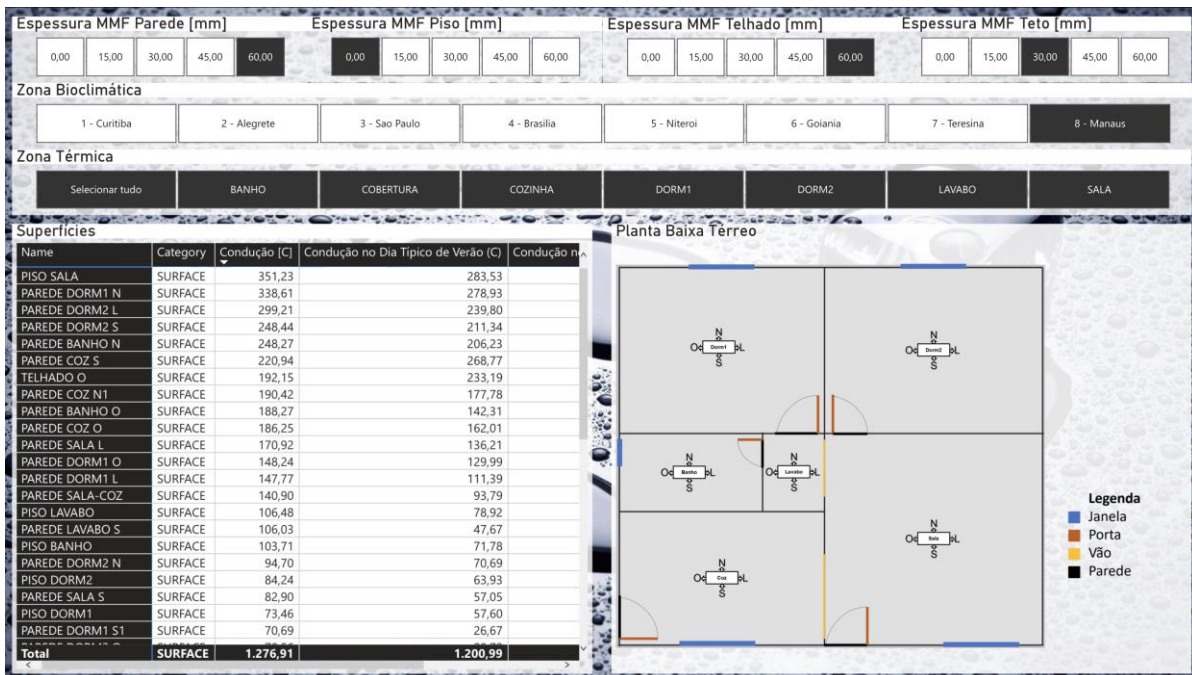 Espessura MMF Parede [mm] Espessura MMF Piso [mm] Espessura MMF Telhado [mm] Espessura MMF Teto [mm]
0,00 15,00 30,00 45,00 60,00 0,00 15,00 30,00 45,00 60,00 0,00 15,00 30,00 45,00 60,00 0,00 15,00 30,00 45,00 60,00
Zona Bioclimática
1 - Curitiba 2 - Alegrete 3 - Sao Paulo 4 - Brasilia 5 - Niteroi 6 - Goiania 7 - Teresina 8 - Manaus
Zona Térmica
Selecionar tudo BANHO COBERTURA COZINHA DORM1 DORM2 LAVABO SALA
Superfícies
Name Category Condução [C] Condução no Dia Tipico de Verão (C) Condução n
PISO SALA SURFACE 351,23 283,53
PAREDE DORM1 N SURFACE 338,61 278,93
PAREDE DORM2 L SURFACE 299,21 239,80
PAREDE DORM2 S SURFACE 248,44 211,34
PAREDE BANHO N SURFACE 248,27 206,23
PAREDE COZ S SURFACE 220,94 268,77
TELHADO O SURFACE 192,15 233,19
PAREDE COZ N1 SURFACE 190,42 177,78
PAREDE BANHO O SURFACE 188,27 142,31
PAREDE COZ O SURFACE 186,25 162,01
PAREDE SALA L SURFACE 170,92 136,21
PAREDE DORM1 O SURFACE 148,24 129,99
PAREDE DORM1 L SURFACE 147,77 111,39
PAREDE SALA-COZ SURFACE 140,90 93,79
PISO LAVABO SURFACE 106,48 78,92
PAREDE LAVABO S SURFACE 106,03 47,67
PISO BANHO SURFACE 103,71 71,78
PAREDE DORM2 N SURFACE 94,70 70,69
PISO DORM2 SURFACE 84,24 63,93
PAREDE SALA S SURFACE 82,90 57,05
PISO DORM1 SURFACE 73,46 57,60
PAREDE DORM1 S1 SURFACE 70,69 26,67
Total SURFACE 1.276,91 1.200,99
Planta Baixa Térreo
N
O Dorm1 L
S
N
O Dorm2 L
S
N
O Banho L
S
N
O Lavabo L
S
N
O Sala L
S
N
O Coz L
S
Legenda
Janela
Porta
Vão
Parede